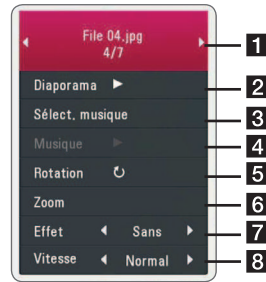 File 04.jpg
4/7
1
Diaporama
2
Sélect. musique
3
Musique
4
Rotation
5
Zoom
6
Effet Sans
7
Vitesse Normal
8